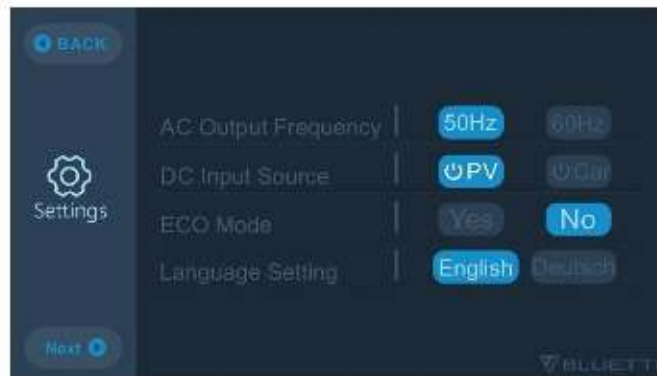 BACK
AC Output Frequency 50Hz 60Hz
DC Input Source PV Car
Settings
ECO Mode Yes No
Language Setting English Deutsch
Next
BLUETTI